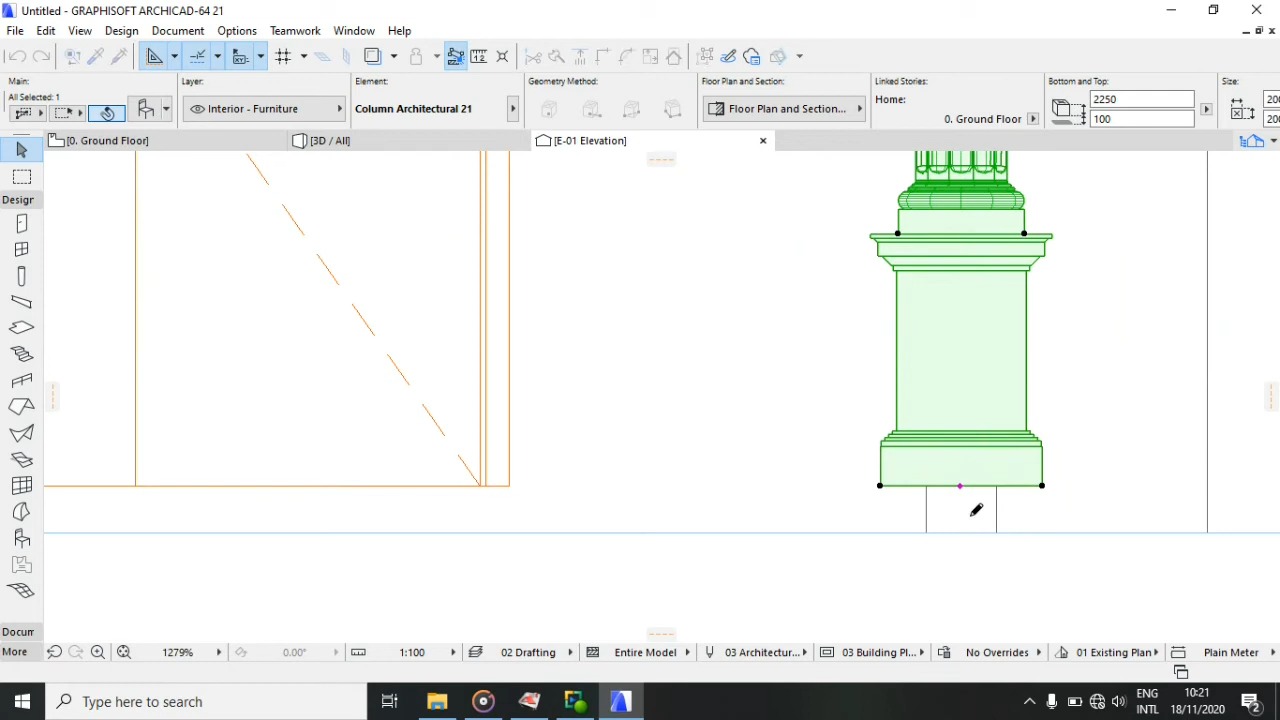 Untitled - GRAPHISOFT ARCHICAD-64 21
File Edit View Design Document Options Teamwork Window Help
Main: Layer: Element: Geometry Method: Floor Plan and Section: Linked Stories: Bottom and Top: Size:
All Selected: 1 Interior - Furniture Column Architectural 21 Floor Plan and Section... Home: 2250
0. Ground Floor 100
[0. Ground Floor] [3D / All] [E-01 Elevation]
Desigr
Docum
More 1279% 0.00° 1:100 02 Drafting Entire Model 03 Architectur... 03 Building Pl... No Overrides 01 Existing Plan Plain Meter
Type here to search
ENG 10:21
INTL 18/11/2020 2